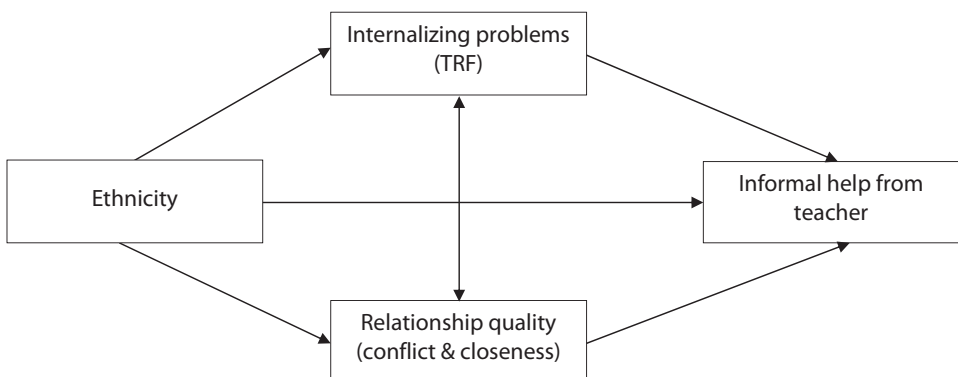 Internalizing problems
(TRF)
Ethnicity
Informal help from
teacher
Relationship quality
(conflict & closeness)